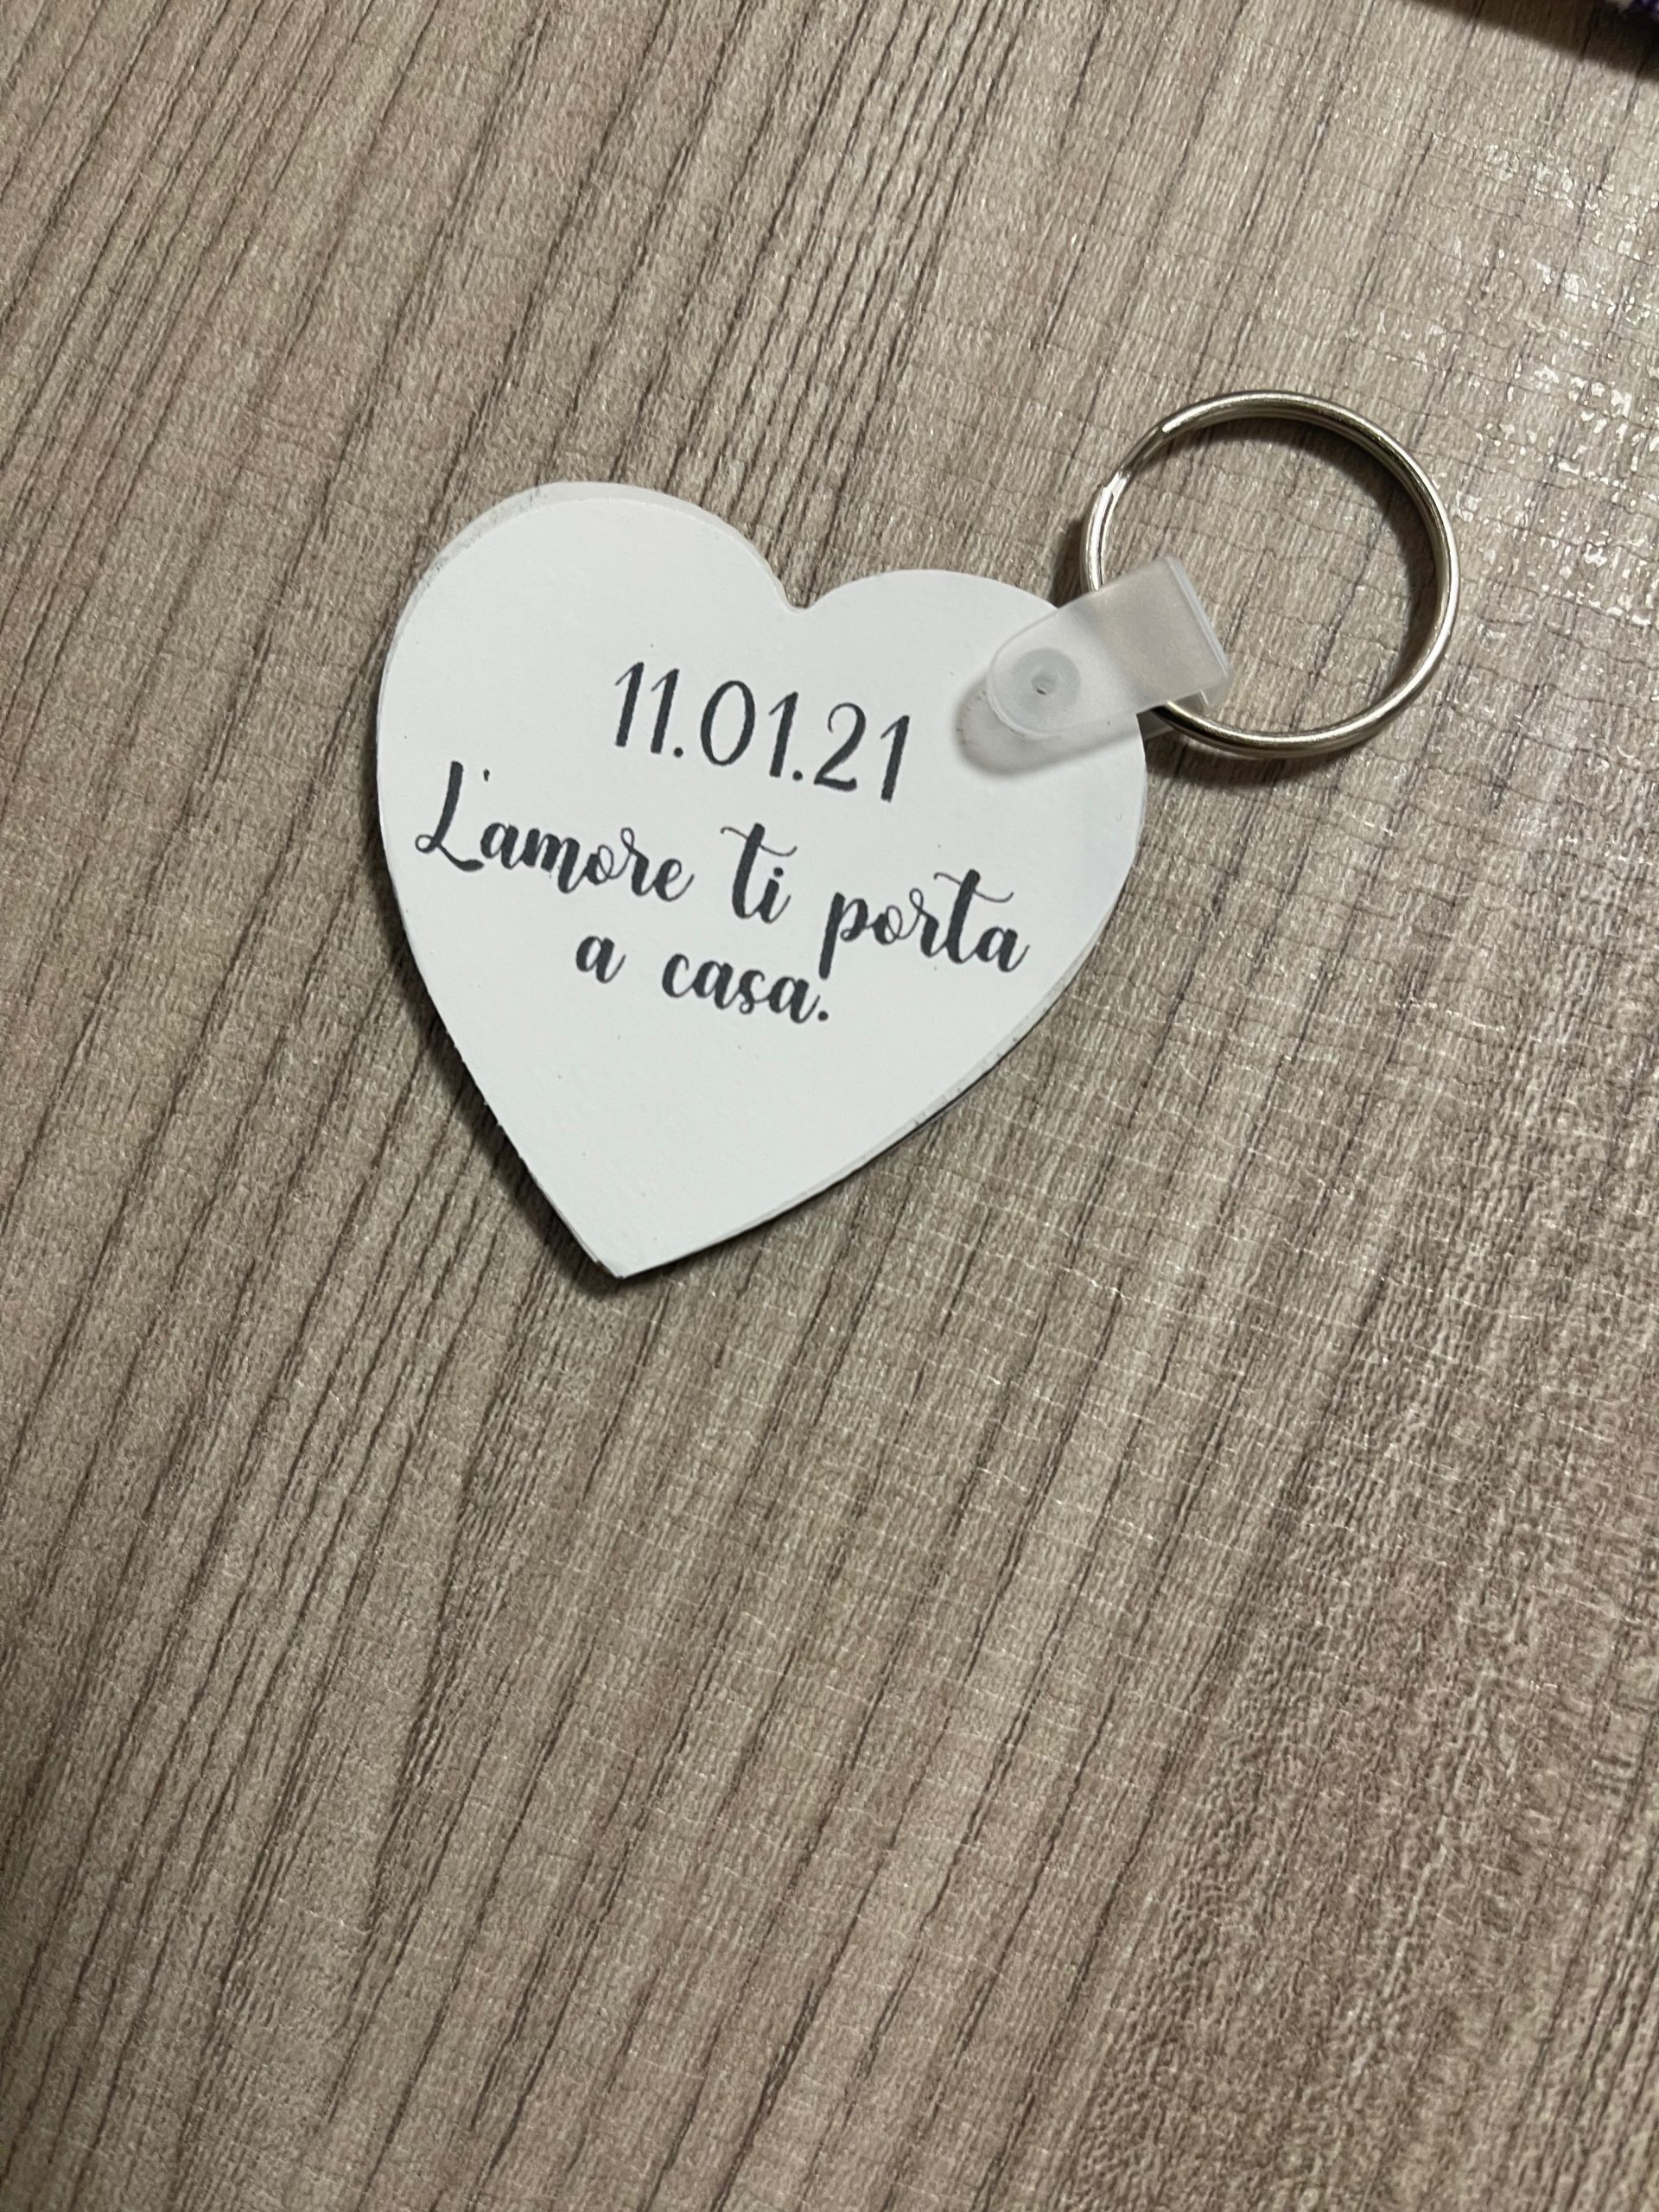 11.01.21
L'amore ti porta
a casa.